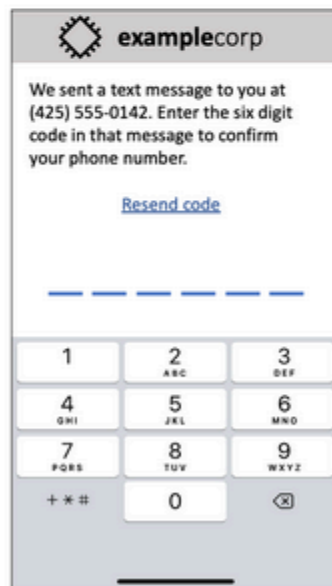 examplecorp
We sent a text message to you at
(425) 555-0142. Enter the six digit
code in that message to confirm
your phone number.
Resend code
1 2 3
ABC DEF
4 5 6
GHI JKL MNO
7 8 9
PQRS TUV WXYZ
+*# 0